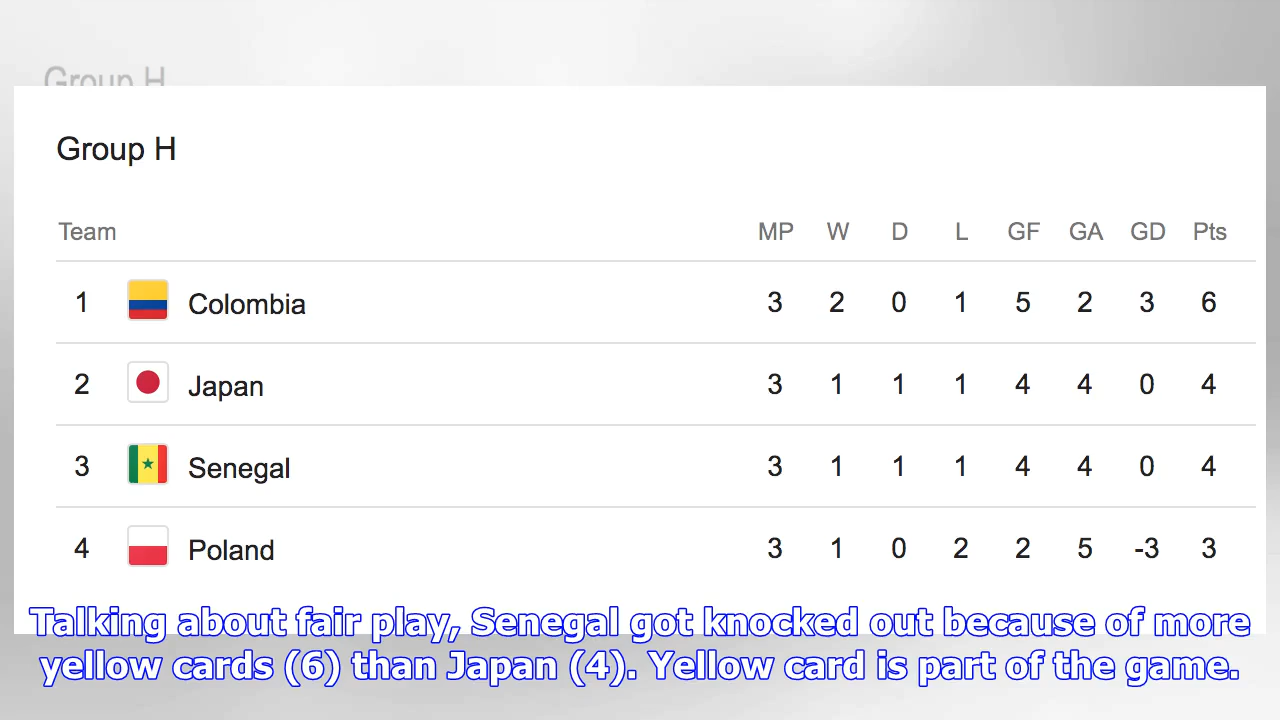 Group H
Group H
Team MP W D L GF GA GD Pts
1 Colombia 3 2 0 1 5 2 3 6
2 Japan 3 1 1 1 4 4 0 4
3 Senegal 3 1 1 1 4 4 0 4
4 Poland 3 1 0 2 2 5 -3 3
Talking about fair play, Senegal got knocked out because of more
yellow cards (6) than Japan (4). Yellow card is part of the game.